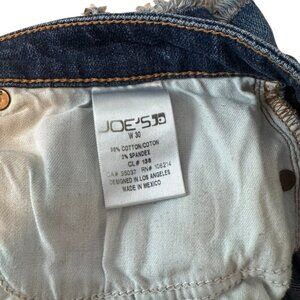 JOE'S
W 30
98% COTTON/COTON
2% SPANDEX
CL# 138
CA# 35037 RN# 106214
DESIGNED IN LOS ANGELES
MADE IN MEXICO